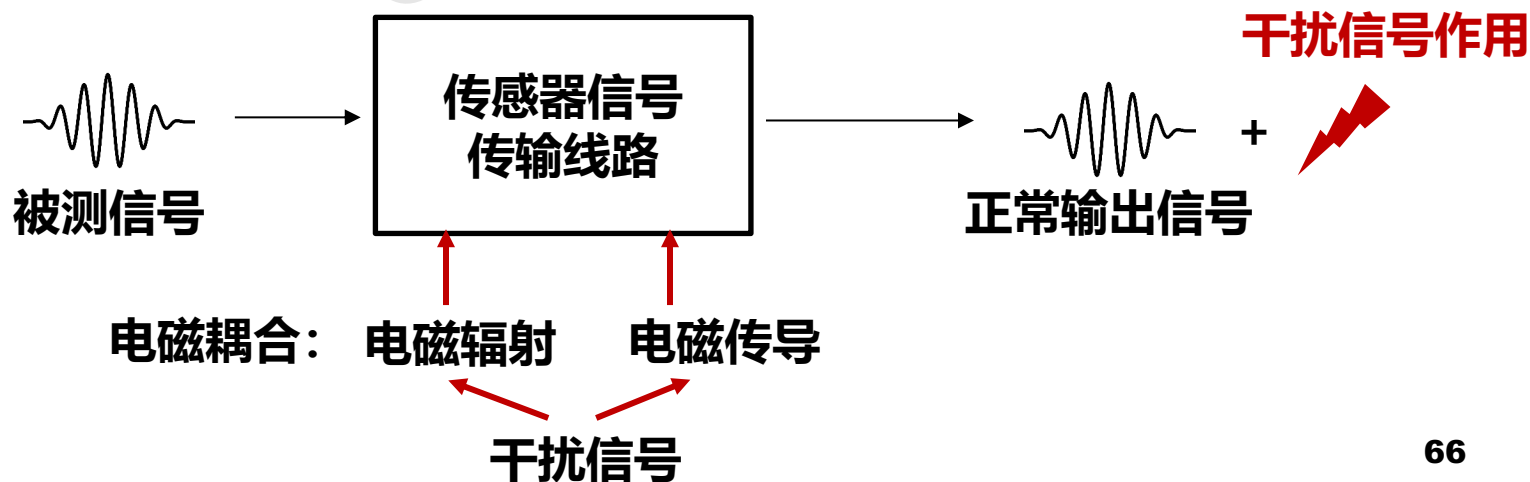 干扰信号作用
传感器信号
传输线路
+
被测信号
正常输出信号
电磁耦合： 电磁辐射 电磁传导
干扰信号
66